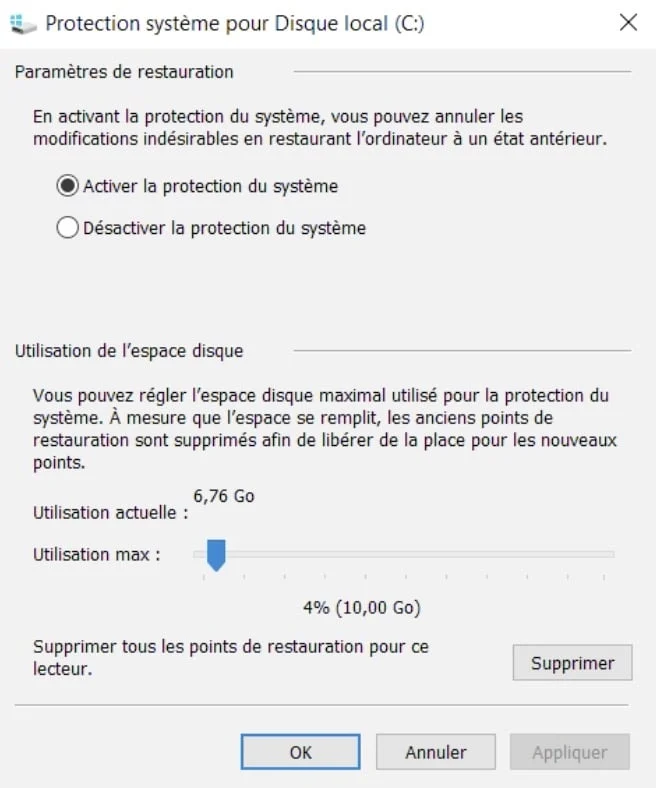 Protection système pour Disque local (C:)
Paramètres de restauration
En activant la protection du système, vous pouvez annuler les
modifications indésirables en restaurant l’ordinateur à un état antérieur.
Activer la protection du système
Désactiver la protection du système
Utilisation de l’espace disque
Vous pouvez régler l’espace disque maximal utilisé pour la protection du
système. À mesure que l’espace se remplit, les anciens points de
restauration sont supprimés afin de libérer de la place pour les nouveaux
points.
6,76 Go
Utilisation actuelle :
Utilisation max :
4% (10,00 Go)
Supprimer tous les points de restauration pour ce
lecteur.
Supprimer
OK
Annuler
Appliquer